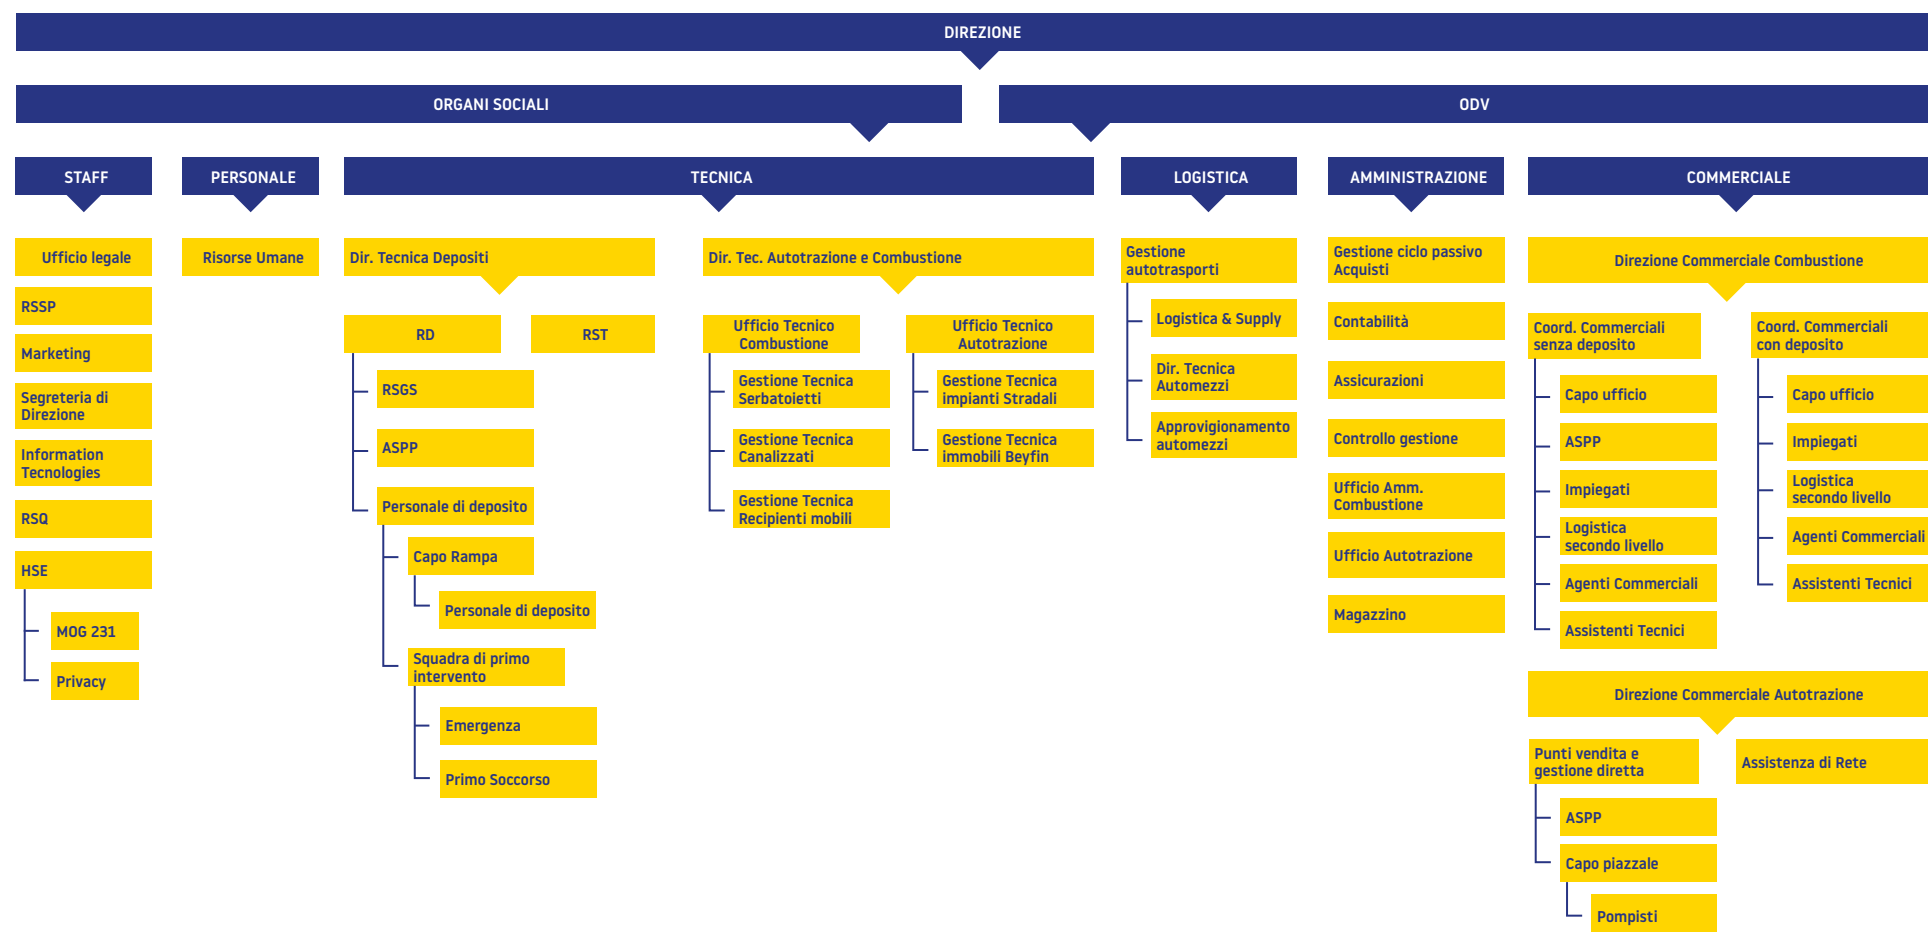 DIREZIONE
ORGANI SOCIALI
ODV
STAFF
PERSONALE
TECNICA
LOGISTICA
AMMINISTRAZIONE
COMMERCIALE
Ufficio legale
RSSP
Marketing
Segreteria di
Direzione
Information
Tecnologies
RSQ
HSE
MOG 231
Privacy
Risorse Umane
Dir. Tecnica Depositi
RD
RST
RSGS
ASPP
Personale di deposito
Capo Rampa
Personale di deposito
Squadra di primo
intervento
Emergenza
Primo Soccorso
Dir. Tec. Autotrazione e Combustione
Ufficio Tecnico
Combustione
Gestione Tecnica
Serbatoietti
Gestione Tecnica
Canalizzati
Gestione Tecnica
Recipienti mobili
Ufficio Tecnico
Autotrazione
Gestione Tecnica
impianti Stradali
Gestione Tecnica
immobili Beyfin
Gestione
autotrasporti
Logistica & Supply
Dir. Tecnica
Automezzi
Approvigionamento
automezzi
Gestione ciclo passivo
Acquisti
Contabilità
Assicurazioni
Controllo gestione
Ufficio Amm.
Combustione
Ufficio Autotrazione
Magazzino
Direzione Commerciale Combustione
Coord. Commerciali
senza deposito
Capo ufficio
ASPP
Impiegati
Logistica
secondo livello
Agenti Commerciali
Assistenti Tecnici
Coord. Commerciali
con deposito
Capo ufficio
Impiegati
Logistica
secondo livello
Agenti Commerciali
Assistenti Tecnici
Direzione Commerciale Autotrazione
Punti vendita e
gestione diretta
ASPP
Capo piazzale
Pompisti
Assistenza di Rete